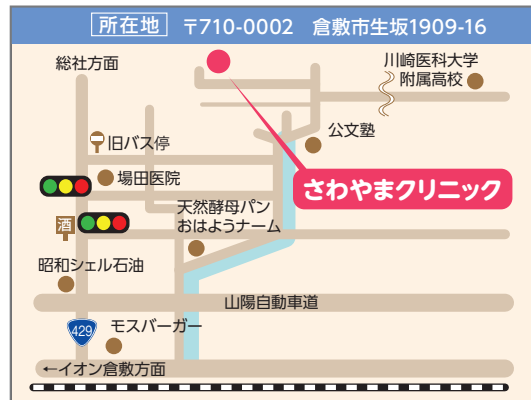 所在地 〒710-0002 倉敷市生坂1909-16
総社方面
川崎医科大学
附属高校
旧バス停
公文塾
場田医院
さわやまクリニック
天然酵母パン
おはようナーム
酒
昭和シェル石油
山陽自動車道
429
モスバーガー
←イオン倉敷方面